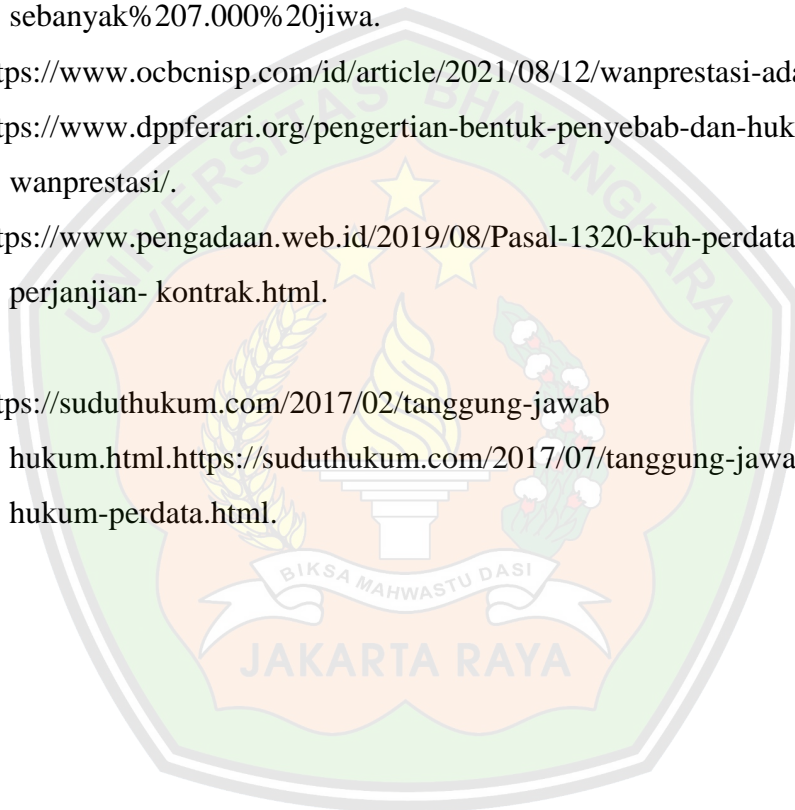 sebanyak%207.000%20jiwa.
tps://www.ocbcnisp.com/id/article/2021/08/12/wanprestasi-ada
tps://www.dppferari.org/pengertian-bentuk-penyebab-dan-huk
wanprestasi/.
tps://www.pengadaan.web.id/2019/08/Pasal-1320-kuh-perdata
perjanjian- kontrak.html.
tps://suduthukum.com/2017/02/tanggung-jawab
hukum.html.https://suduthukum.com/2017/07/tanggung-jawa
hukum-perdata.html.
UNIVERSITAS BHAYANGKARA
BIKSA MAHWASTU DASI
JAKARTA RAYA